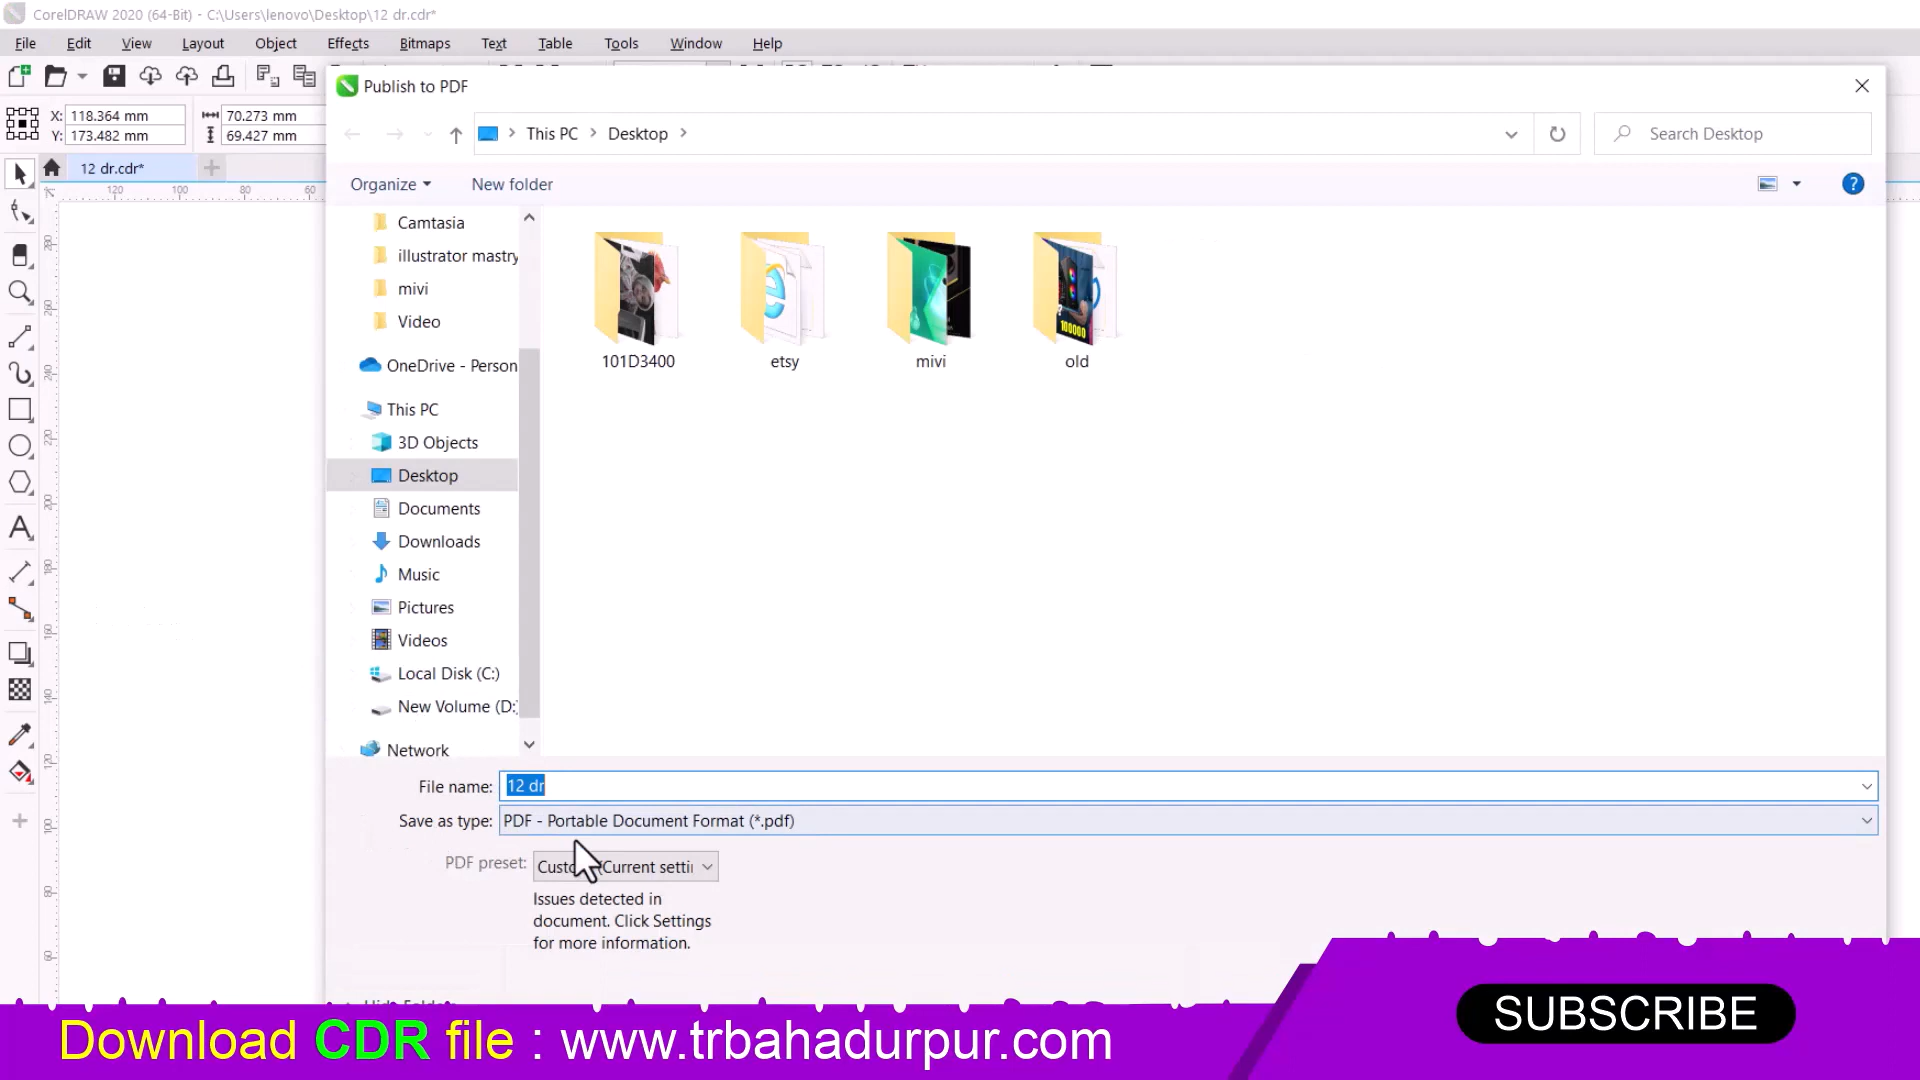 CorelDRAW 2020 (64-Bit) - C:\Users\lenovo\Desktop\12 dr.cdr*
File Edit View Layout Object Effects Bitmaps Text Table Tools Window Help
Publish to PDF
X: 118.364 mm
Y: 173.482 mm
70.273 mm
69.427 mm
This PC > Desktop >
Search Desktop
12 dr.cdr*
Organize
New folder
120 100 80 60
Camtasia
illustrator mastry
mivi
Video
OneDrive - Person
This PC
3D Objects
Desktop
Documents
Downloads
Music
Pictures
Videos
Local Disk (C:)
New Volume (D:)
Network
101D3400
etsy
mivi
old
100000
File name: 12 dr
Save as type: PDF - Portable Document Format (*.pdf)
PDF preset:
Issues detected in
document. Click Settings
for more information.
Download CDR file : www.trbahadurpur.com
SUBSCRIBE